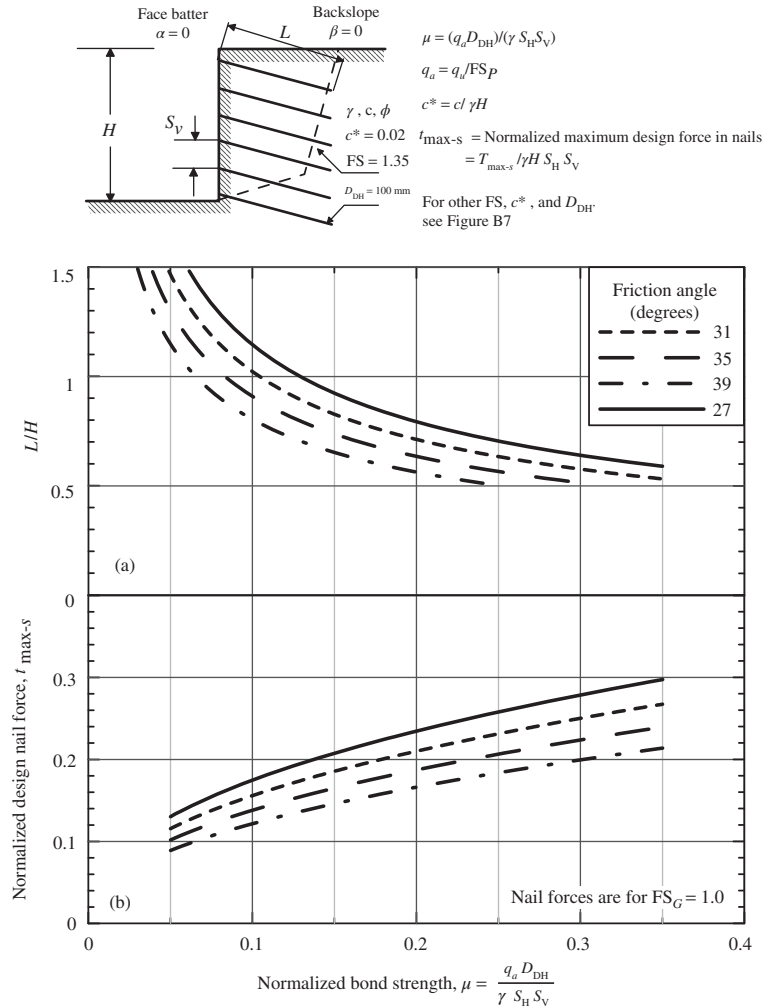 Face batter
α = 0
Backslope
β = 0
L
H
S_V
γ , c, ϕ
c* = 0.02
FS = 1.35
D_DH = 100 mm
μ = (q_a D_DH)/(γ S_H S_V)
q_a = q_u/FS_P
c* = c/ γH
t_max-s = Normalized maximum design force in nails
= T_max-s /γH S_H S_V
For other FS, c* , and D_DH.
see Figure B7
1.5
1
0.5
0
L/H
(a)
Friction angle
(degrees)
31
35
39
27
0.3
0.2
0.1
0
Normalized design nail force, t max-s
(b)
Nail forces are for FS_G = 1.0
0
0.1
0.2
0.3
0.4
Normalized bond strength, μ = q_a D_DH / γ S_H S_V